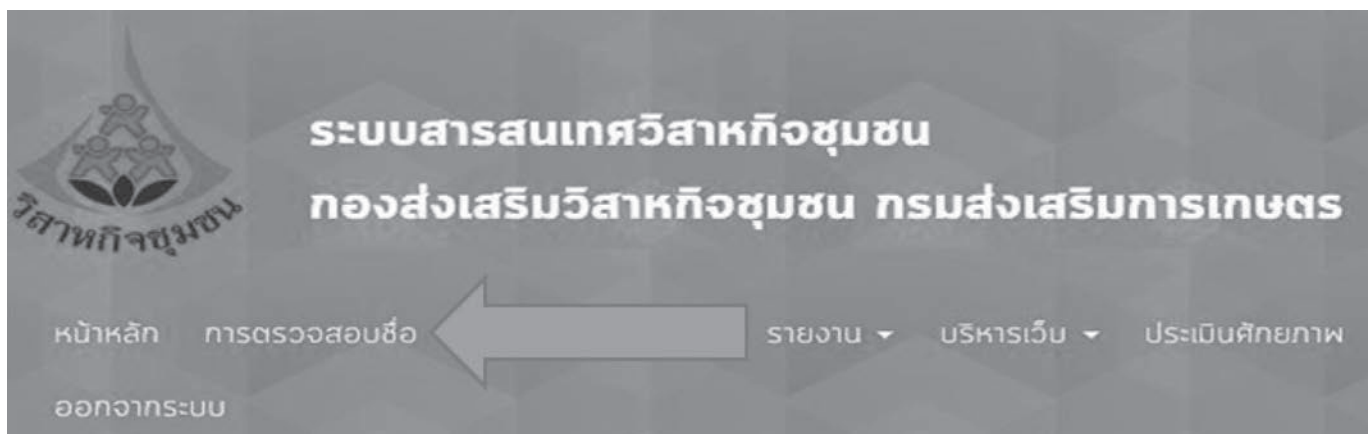 ระบบสารสนเทศวิสาหกิจชุมชน
กองส่งเสริมวิสาหกิจชุมชน กรมส่งเสริมการเกษตร
วิสาหกิจชุมชน
หน้าหลัก การตรวจสอบชื่อ รายงาน บริหารเว็บ ประเมินศักยภาพ
ออกจากระบบ